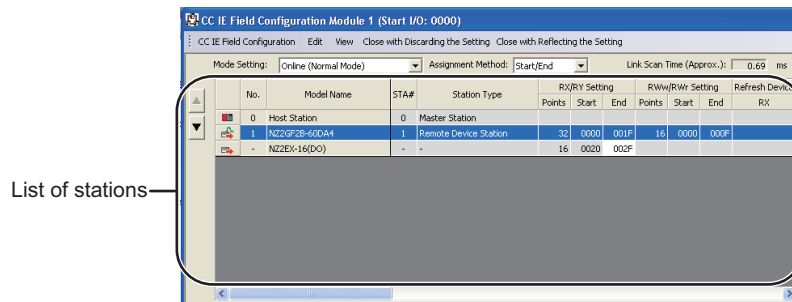 CC IE Field Configuration Module 1 (Start I/O: 0000)
CC IE Field Configuration Edit View Close with Discarding the Setting Close with Reflecting the Setting
Mode Setting: Online (Normal Mode) Assignment Method: Start/End Link Scan Time (Approx.): 0.69 ms
No. Model Name STA# Station Type RX/RY Setting RWw/RWr Setting Refresh Device
Points Start End Points Start End RX
0 Host Station 0 Master Station
1 NZ2GF2B-60DA4 1 Remote Device Station 32 0000 001F 16 0000 000F
- NZ2EX-16(DO) - - 16 0020 002F
List of stations